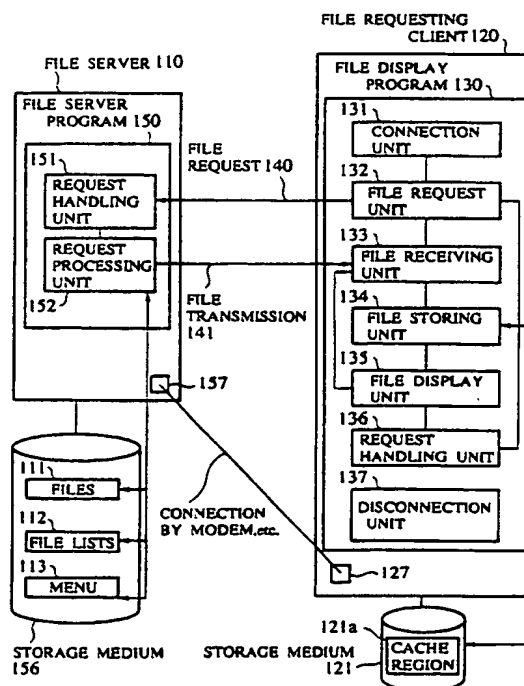 FILE SERVER 110
FILE SERVER
PROGRAM 150
151
REQUEST
HANDLING
UNIT
REQUEST
PROCESSING
UNIT
152
157
111
FILES
112
FILE LISTS
113
MENU
STORAGE MEDIUM
156
FILE
REQUEST 140
FILE
TRANSMISSION
141
CONNECTION
BY MODEM, etc.
FILE REQUESTING
CLIENT 120
FILE DISPLAY
PROGRAM 130
131
CONNECTION
UNIT
132
FILE REQUEST
UNIT
133
FILE RECEIVING
UNIT
134
FILE STORING
UNIT
135
FILE DISPLAY
UNIT
136
REQUEST
HANDLING UNIT
137
DISCONNECTION
UNIT
127
121a
CACHE
REGION
STORAGE MEDIUM
121